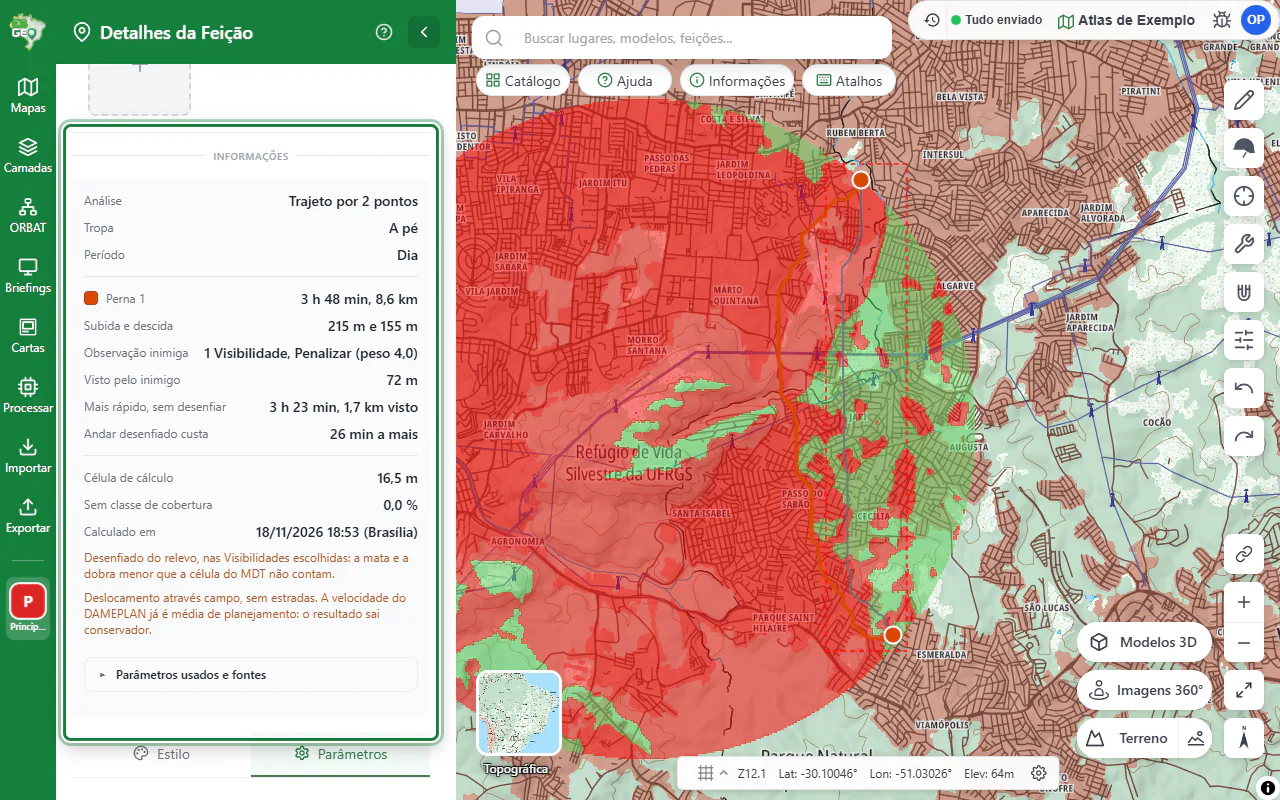 EB GEO
Detalhes da Feição
Mapas
Camadas
ORBAT
Briefings
Cartas
Processar
Importar
Exportar
P
Princip...
INFORMAÇÕES
Análise Trajeto por 2 pontos
Tropa A pé
Período Dia
Perna 1 3 h 48 min, 8,6 km
Subida e descida 215 m e 155 m
Observação inimiga 1 Visibilidade, Penalizar (peso 4,0)
Visto pelo inimigo 72 m
Mais rápido, sem desenfiar 3 h 23 min, 1,7 km visto
Andar desenfiado custa 26 min a mais
Célula de cálculo 16,5 m
Sem classe de cobertura 0,0 %
Calculado em 18/11/2026 18:53 (Brasília)
Desenfiado do relevo, nas Visibilidades escolhidas: a mata e a
dobra menor que a célula do MDT não contam.
Deslocamento através campo, sem estradas. A velocidade do
DAMEPLAN já é média de planejamento: o resultado sai
conservador.
Parâmetros usados e fontes
Estilo
Parâmetros
Buscar lugares, modelos, feições...
Tudo enviado
Atlas de Exemplo
OP
Catálogo
Ajuda
Informações
Atalhos
COSTA E SILVA
RUBEM BERTA
BELA VISTA
PIRATINI
INTERSUL
PASSO DAS
PEDRAS
JARDIM
LEOPOLDINA
VILA
IPIRANGA
JARDIM ITU
APARECIDA
JARDIM
ALVORADA
JARDIM
SABARÁ
VILA JARDIM
MÁRIO
QUINTANA
ALGARVE
JARDIM
APARECIDA
MORRO
SANTANA
JARDIM
CARVALHO
JARI
COCÃO
AUGUSTA
Refúgio de Vida
Silvestre da UFRGS
PASSO DO
SABÃO
SANTA ISABEL
CECÍLIA
AGRONOMIA
SÃO LUCAS
PARQUE SAINT
HILAIRE
ESMERALDA
VIAMÓPOLIS
Parque Natural
Modelos 3D
Imagens 360°
Terreno
Topográfica
Z12.1 Lat: -30.10046° Lon: -51.03026° Elev: 64m